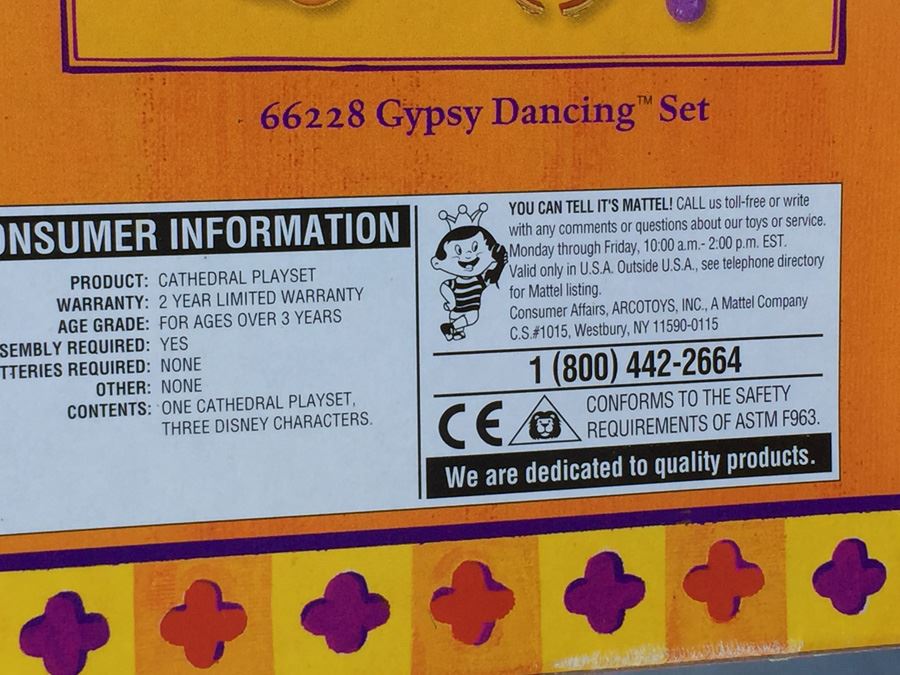 66228 Gypsy Dancing™ Set
ONSUMER INFORMATION
PRODUCT: CATHEDRAL PLAYSET
WARRANTY: 2 YEAR LIMITED WARRANTY
AGE GRADE: FOR AGES OVER 3 YEARS
SEMBLY REQUIRED: YES
TTERIES REQUIRED: NONE
OTHER: NONE
CONTENTS: ONE CATHEDRAL PLAYSET,
THREE DISNEY CHARACTERS.
YOU CAN TELL IT'S MATTEL! CALL us toll-free or write
with any comments or questions about our toys or service.
Monday through Friday, 10:00 a.m.- 2:00 p.m. EST.
Valid only in U.S.A. Outside U.S.A., see telephone directory
for Mattel listing.
Consumer Affairs, ARCOTOYS, INC., A Mattel Company
C.S.#1015, Westbury, NY 11590-0115
1 (800) 442-2664
CE CONFORMS TO THE SAFETY
REQUIREMENTS OF ASTM F963.
We are dedicated to quality products.